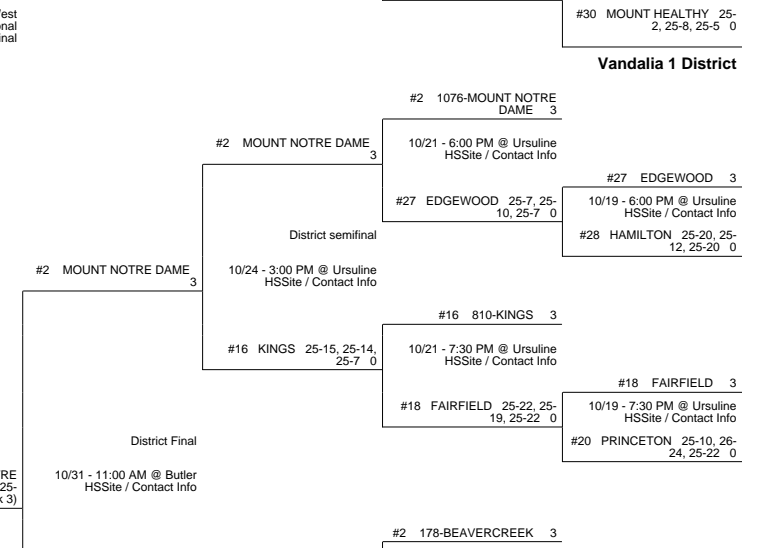 est
onal
inal
#30 MOUNT HEALTHY 25-
2, 25-8, 25-5 0
Vandalia 1 District
#2 1076-MOUNT NOTRE
DAME 3
#2 MOUNT NOTRE DAME
3
10/21 - 6:00 PM @ Ursuline
HSSite / Contact Info
#27 EDGEWOOD 3
#27 EDGEWOOD 25-7, 25-
10, 25-7 0
10/19 - 6:00 PM @ Ursuline
HSSite / Contact Info
District semifinal
#28 HAMILTON 25-20, 25-
12, 25-20 0
#2 MOUNT NOTRE DAME
3
10/24 - 3:00 PM @ Ursuline
HSSite / Contact Info
#16 810-KINGS 3
#16 KINGS 25-15, 25-14,
25-7 0
10/21 - 7:30 PM @ Ursuline
HSSite / Contact Info
#18 FAIRFIELD 3
#18 FAIRFIELD 25-22, 25-
19, 25-22 0
10/19 - 7:30 PM @ Ursuline
HSSite / Contact Info
District Final
#20 PRINCETON 25-10, 26-
24, 25-22 0
RE
25-
k 3)
10/31 - 11:00 AM @ Butler
HSSite / Contact Info
#2 178-BEAVERCREEK 3